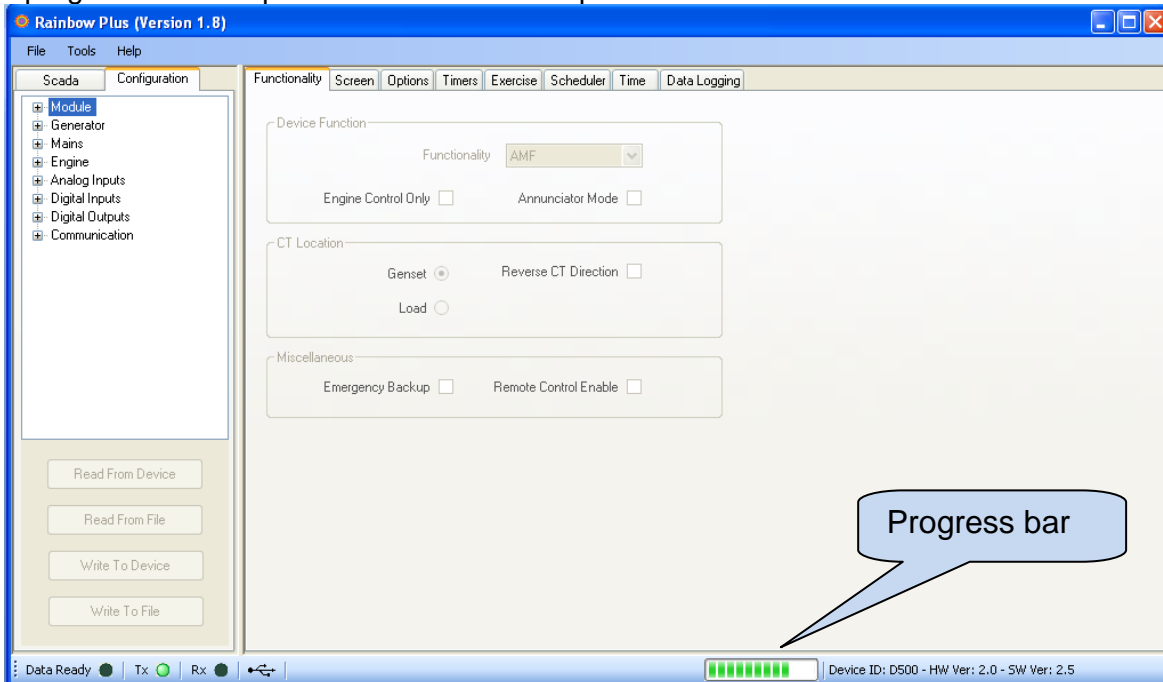 Rainbow Plus (Version 1.8)
File Tools Help
Scada Configuration
Functionality Screen Options Timers Exercise Scheduler Time Data Logging
Module
Generator
Mains
Engine
Analog Inputs
Digital Inputs
Digital Outputs
Communication
Device Function
Functionality AMF
Engine Control Only Annunciator Mode
CT Location
Genset Reverse CT Direction
Load
Miscellaneous
Emergency Backup Remote Control Enable
Read From Device
Read From File
Write To Device
Write To File
Progress bar
Data Ready Tx Rx Device ID: D500 - HW Ver: 2.0 - SW Ver: 2.5